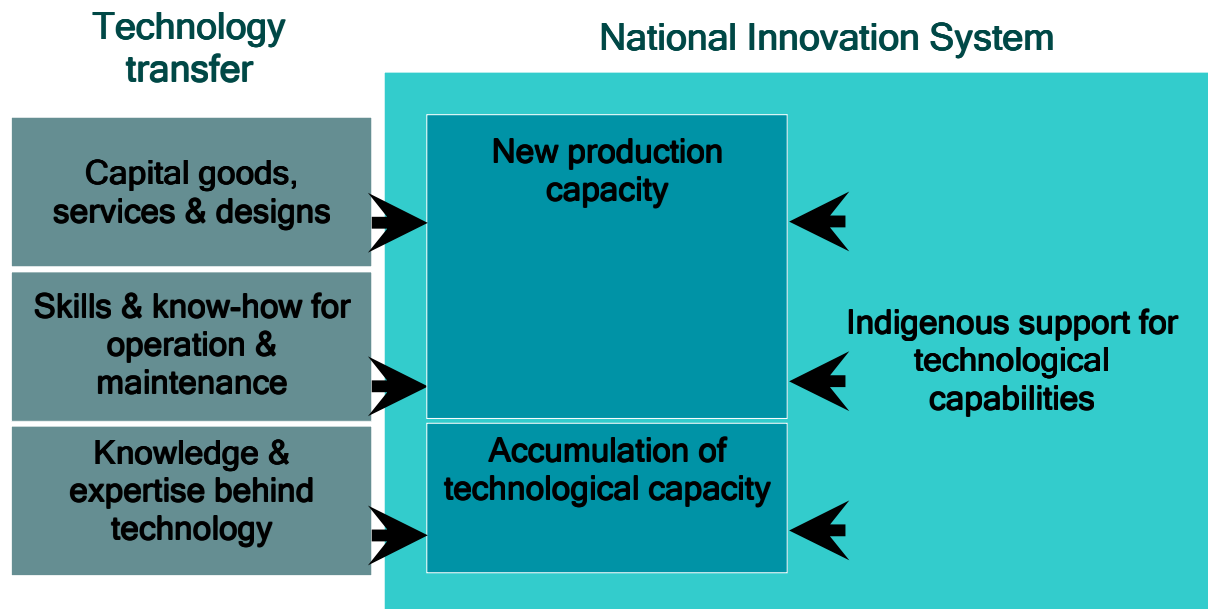 Technology
transfer
National Innovation System
Capital goods,
services & designs
Skills & know-how for
operation &
maintenance
Knowledge &
expertise behind
technology
New production
capacity
Accumulation of
technological capacity
Indigenous support for
technological
capabilities